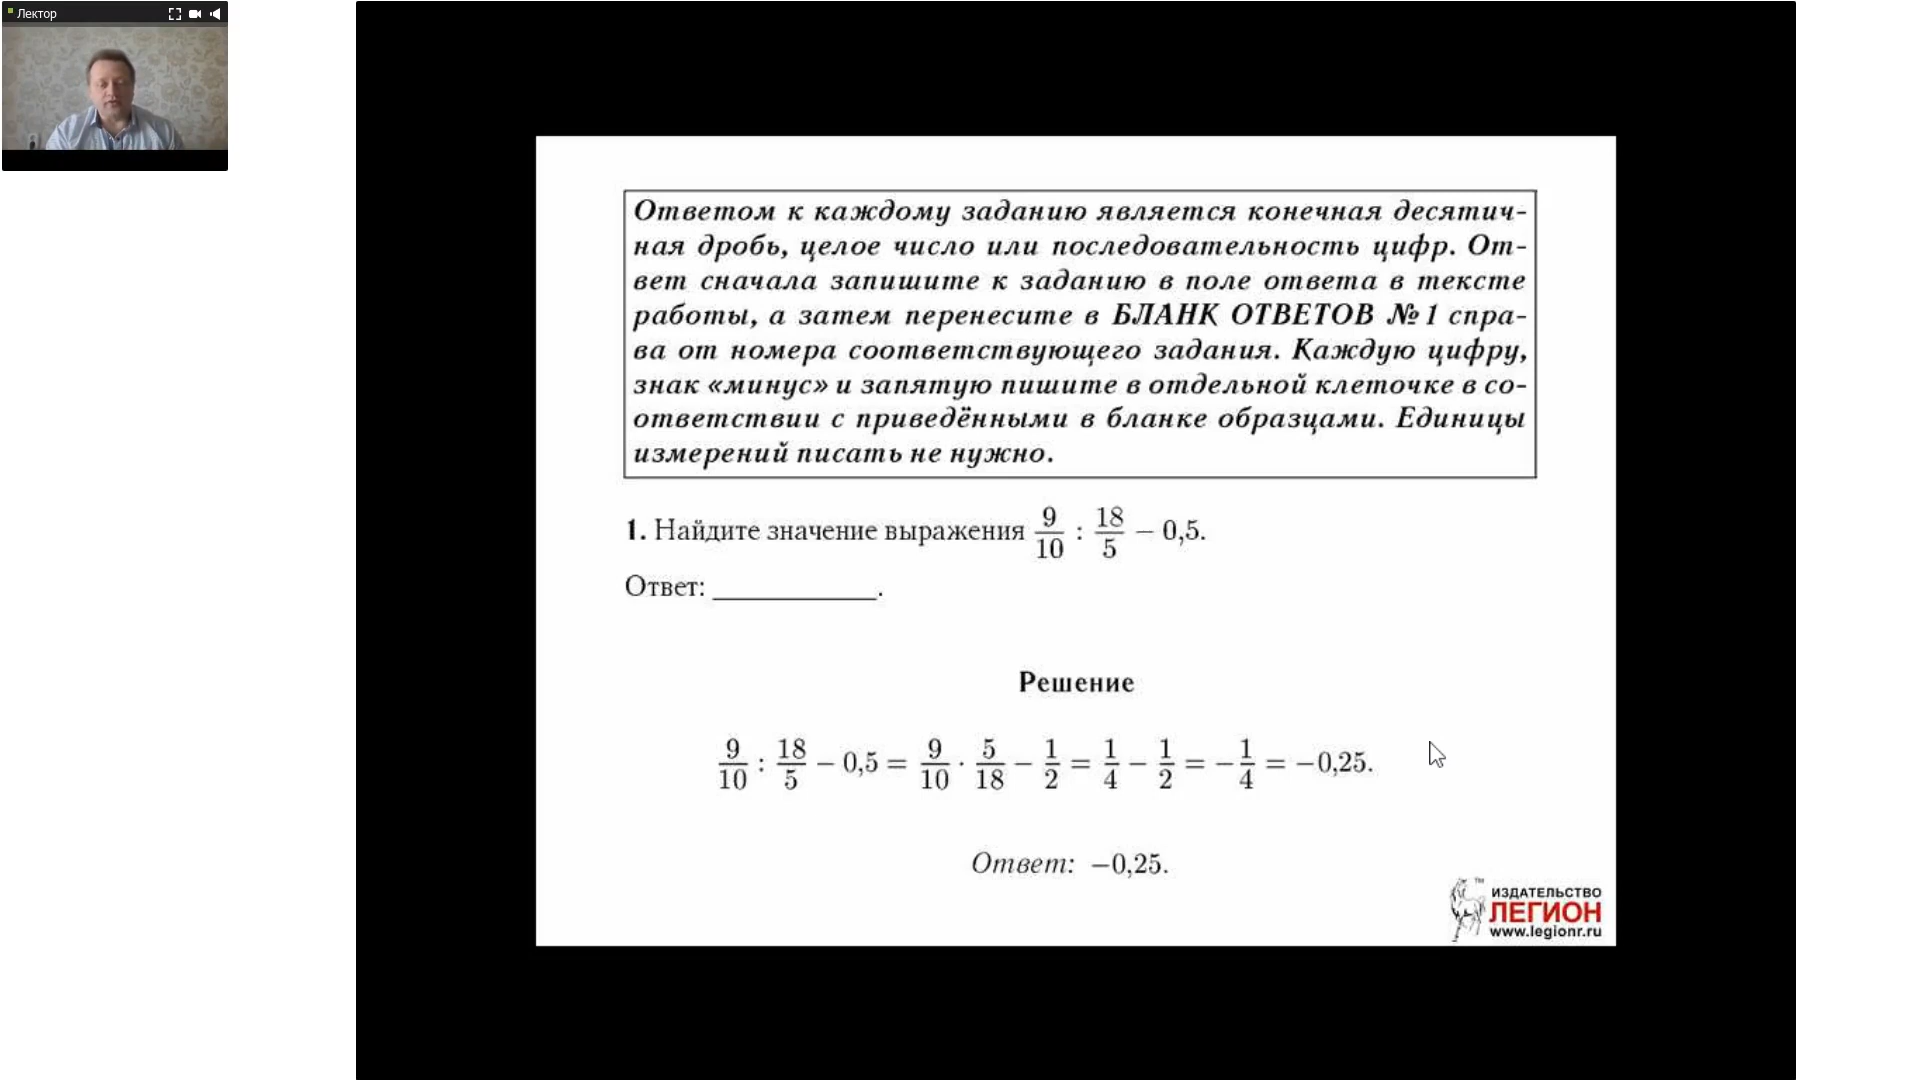 Лектор
Ответом к каждому заданию является конечная десятич-
ная дробь, целое число или последовательность цифр. От-
вет сначала запишите к заданию в поле ответа в тексте
работы, а затем перенесите в БЛАНК ОТВЕТОВ №1 спра-
ва от номера соответствующего задания. Каждую цифру,
знак «минус» и запятую пишите в отдельной клеточке в со-
ответствии с приведёнными в бланке образцами. Единицы
измерений писать не нужно.
1. Найдите значение выражения 9/10 : 18/5 − 0,5.
Ответ: ___________.
Решение
9/10 : 18/5 − 0,5 = 9/10 · 5/18 − 1/2 = 1/4 − 1/2 = −1/4 = −0,25.
Ответ: −0,25.
TM
ИЗДАТЕЛЬСТВО
ЛЕГИОН
www.legionr.ru